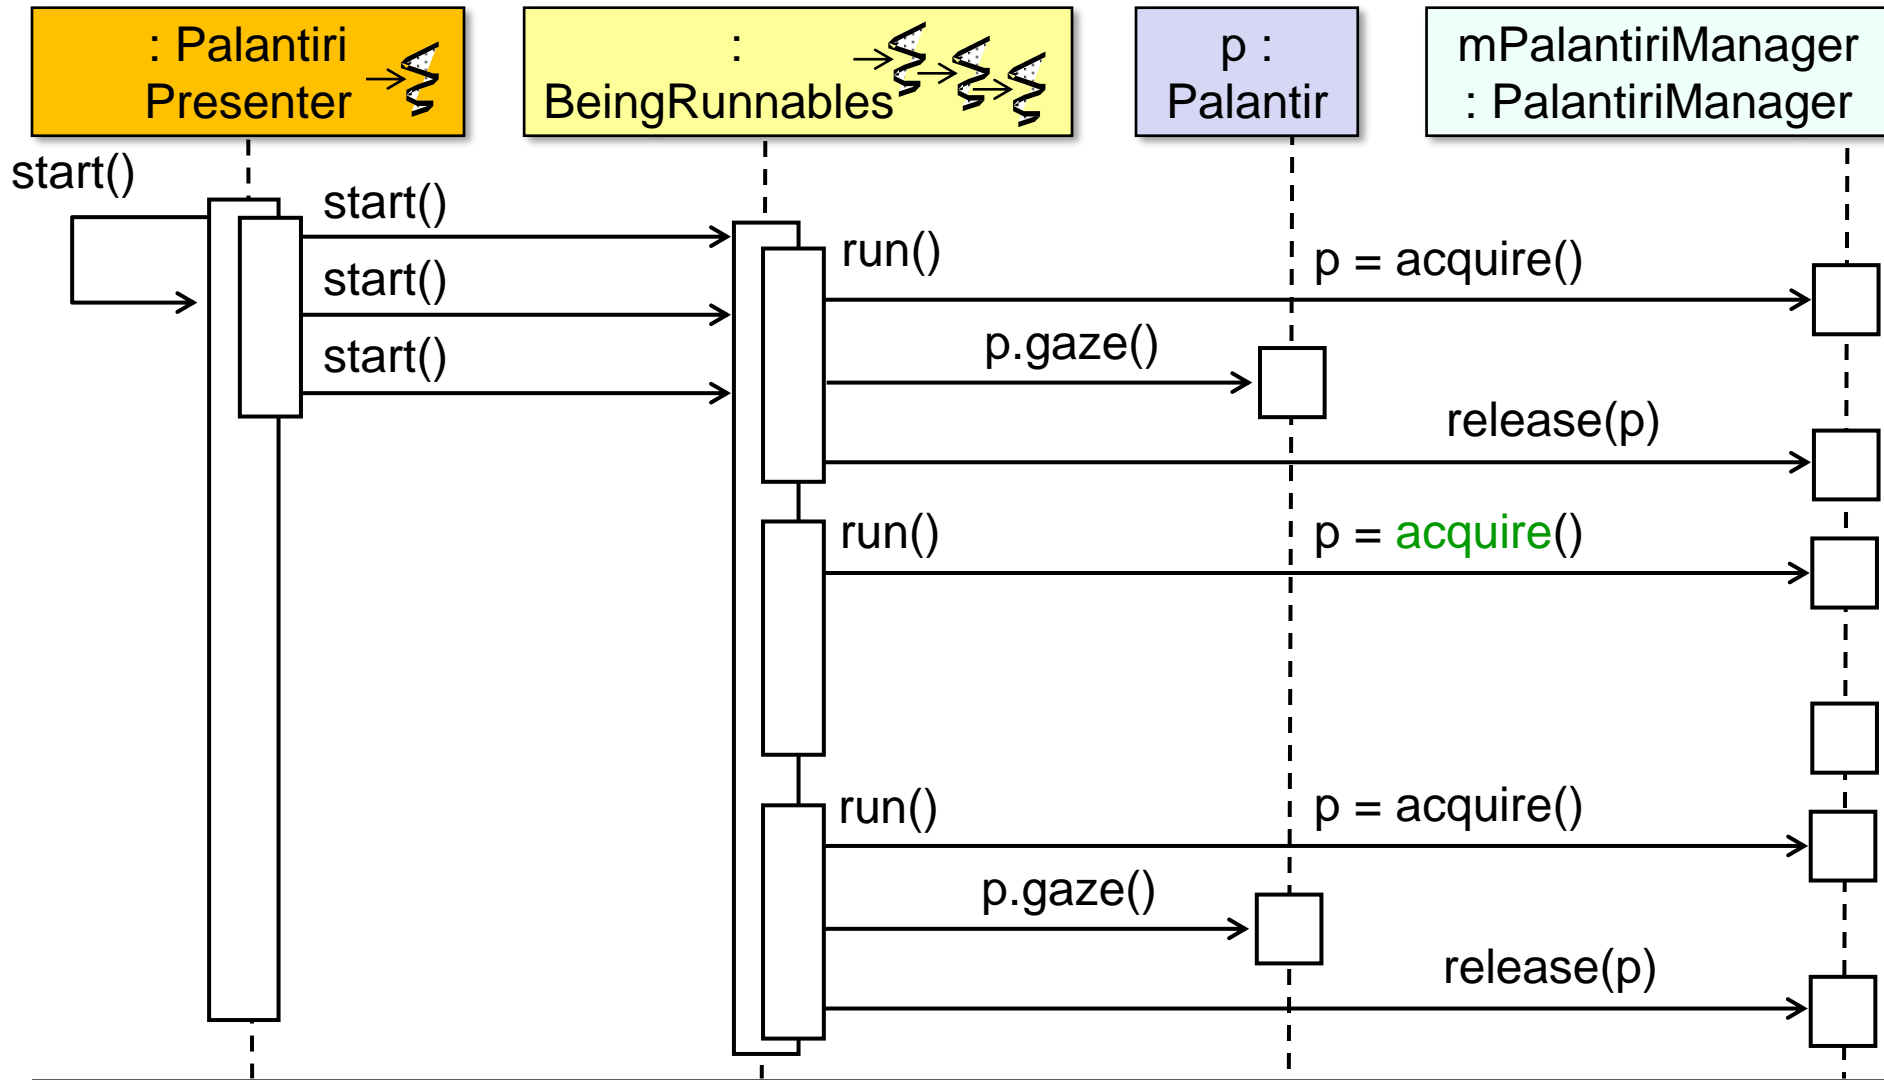 : Palantiri
Presenter
:
BeingRunnables
p :
Palantir
mPalantiriManager
: PalantiriManager
start()
start()
run()
p = acquire()
start()
p.gaze()
start()
release(p)
run()
p = acquire()
run()
p = acquire()
p.gaze()
release(p)